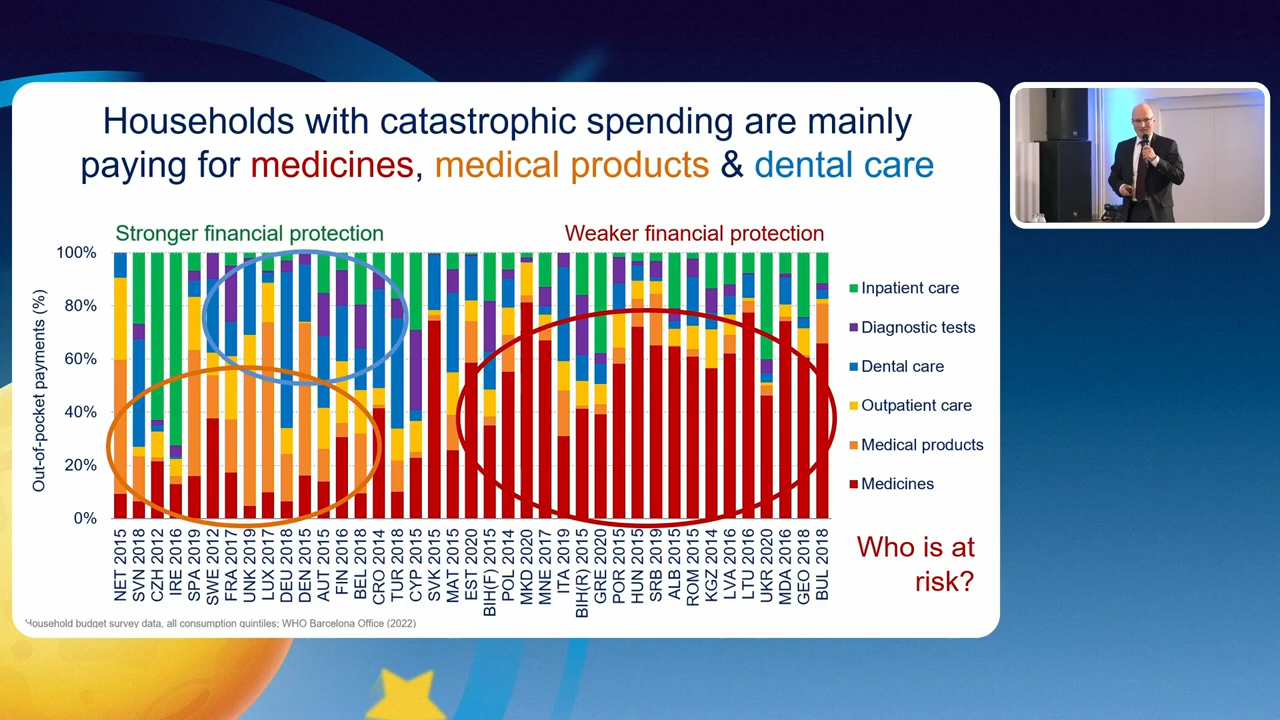 Households with catastrophic spending are mainly
paying for medicines, medical products & dental care
Stronger financial protection
Weaker financial protection
Out-of-pocket payments (%)
100%
80%
60%
40%
20%
0%
NET 2015
SVN 2018
CZH 2012
IRE 2016
SPA 2019
SWE 2012
FRA 2017
UNK 2019
LUX 2017
DEU 2018
DEN 2015
AUT 2015
FIN 2016
BEL 2018
CRO 2014
TUR 2018
CYP 2015
SVK 2015
MAT 2015
EST 2020
BIH(F) 2015
POL 2014
MKD 2020
MNE 2017
ITA 2019
BIH(R) 2015
GRE 2020
POR 2015
HUN 2015
SRB 2019
ALB 2015
ROM 2015
KGZ 2014
LVA 2016
LTU 2016
UKR 2020
MDA 2016
GEO 2018
BUL 2018
Inpatient care
Diagnostic tests
Dental care
Outpatient care
Medical products
Medicines
Who is at
risk?
Household budget survey data, all consumption quintiles; WHO Barcelona Office (2022)